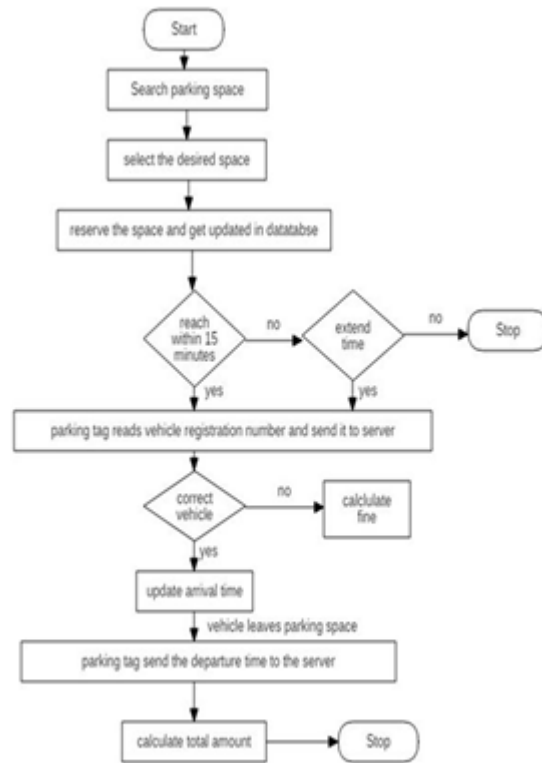 Start
Search parking space
select the desired space
reserve the space and get updated in datatabse
reach
within 15
minutes
no
extend
time
no
Stop
yes
yes
parking tag reads vehicle registration number and send it to server
correct
vehicle
no
calclulate
fine
yes
update arrival time
vehicle leaves parking space
parking tag send the departure time to the server
calculate total amount
Stop